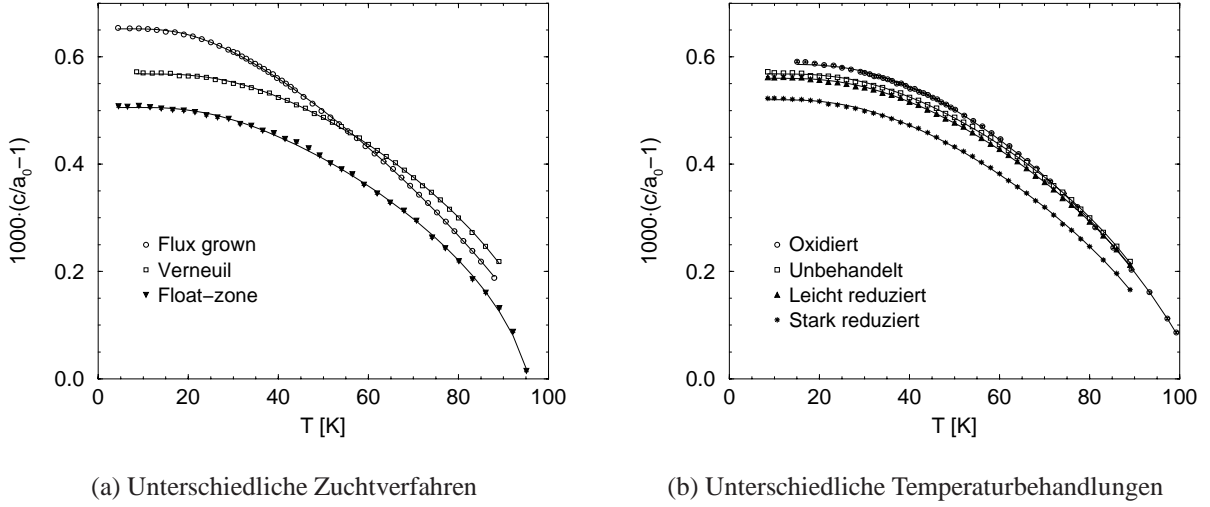 1000·(c/a₀−1)
0.6
0.4
0.2
0.0
0 20 40 60 80 100
T [K]
Flux grown
Verneuil
Float−zone
(a) Unterschiedliche Zuchtverfahren
1000·(c/a₀−1)
0.6
0.4
0.2
0.0
0 20 40 60 80 100
T [K]
Oxidiert
Unbehandelt
Leicht reduziert
Stark reduziert
(b) Unterschiedliche Temperaturbehandlungen